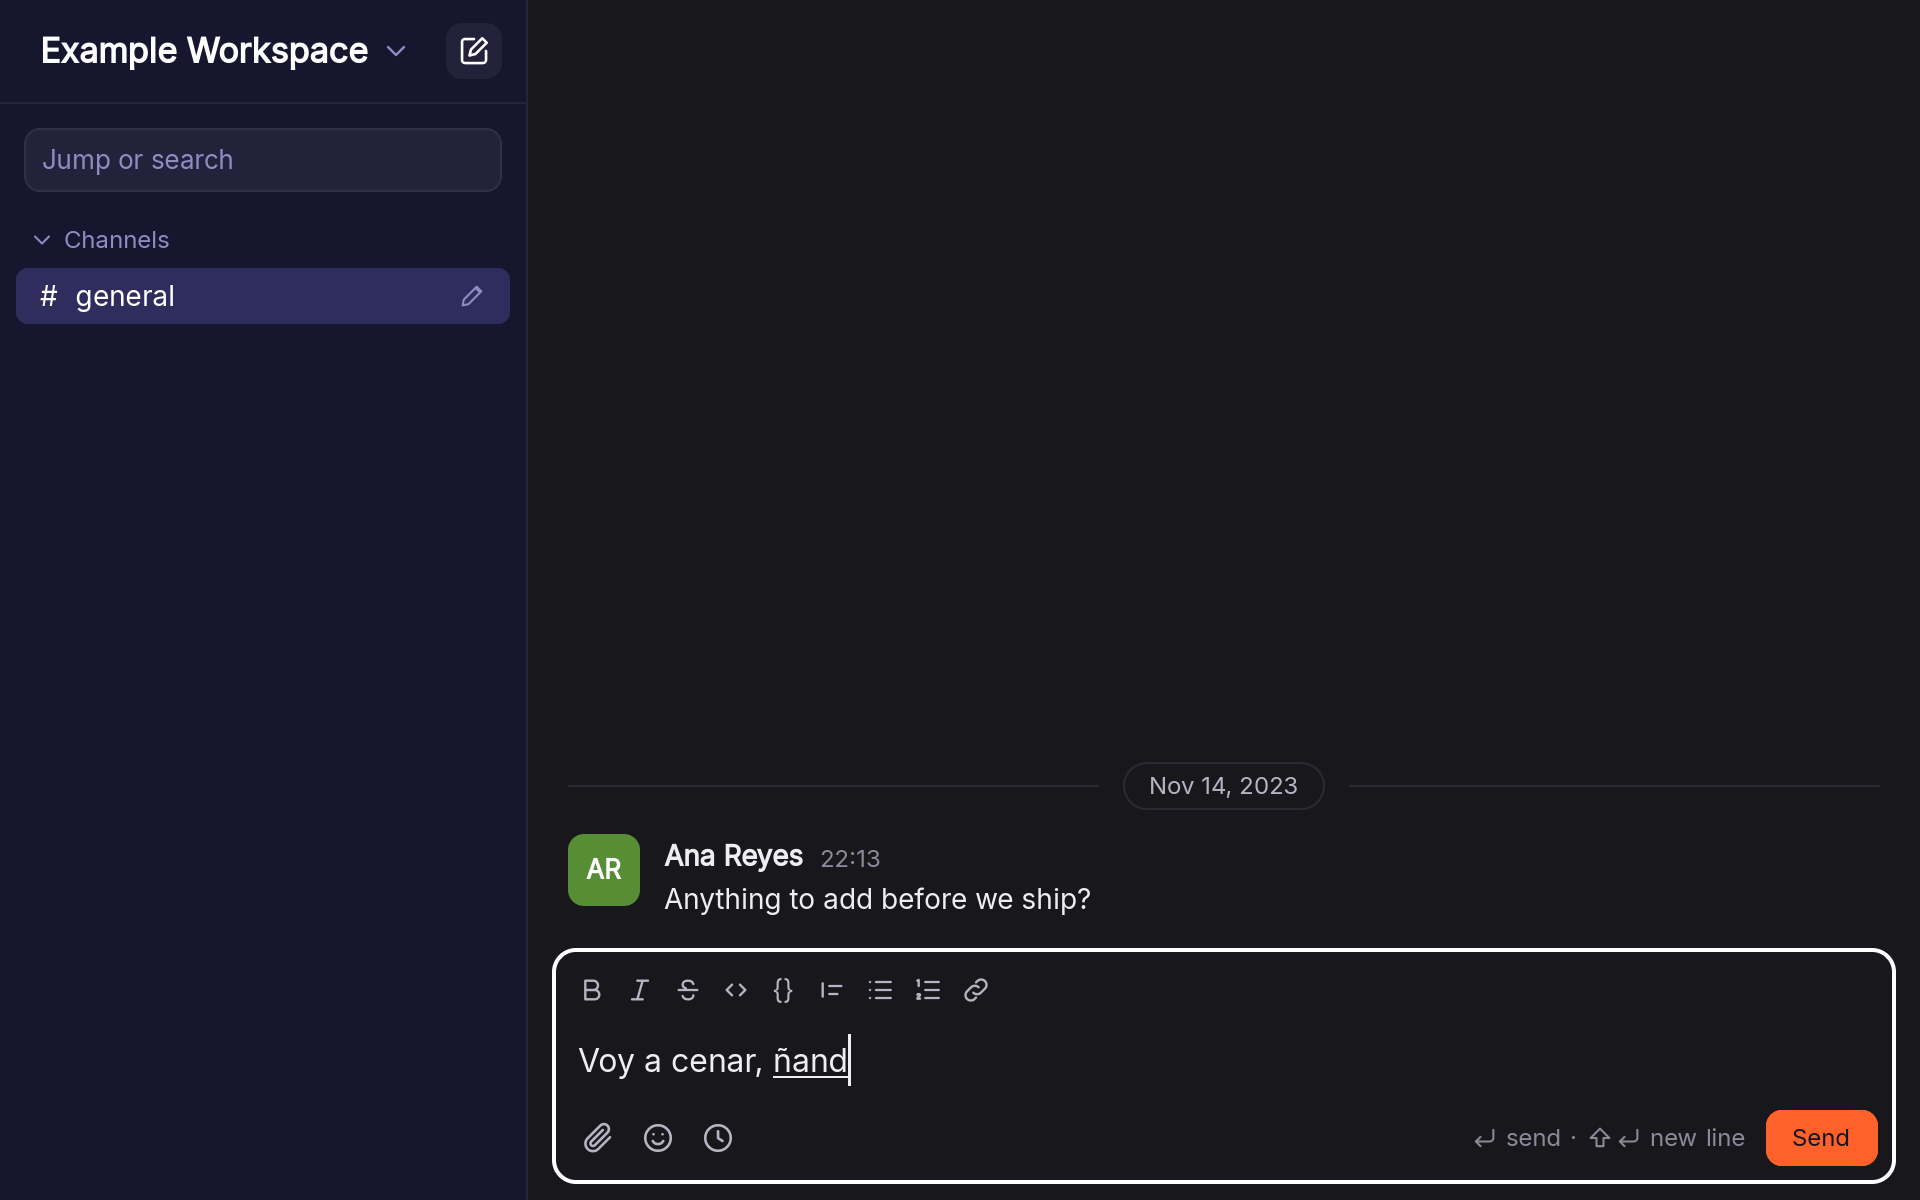 Example Workspace
Jump or search
Channels
# general
Nov 14, 2023
AR
Ana Reyes 22:13
Anything to add before we ship?
Voy a cenar, ñand
send · new line
Send